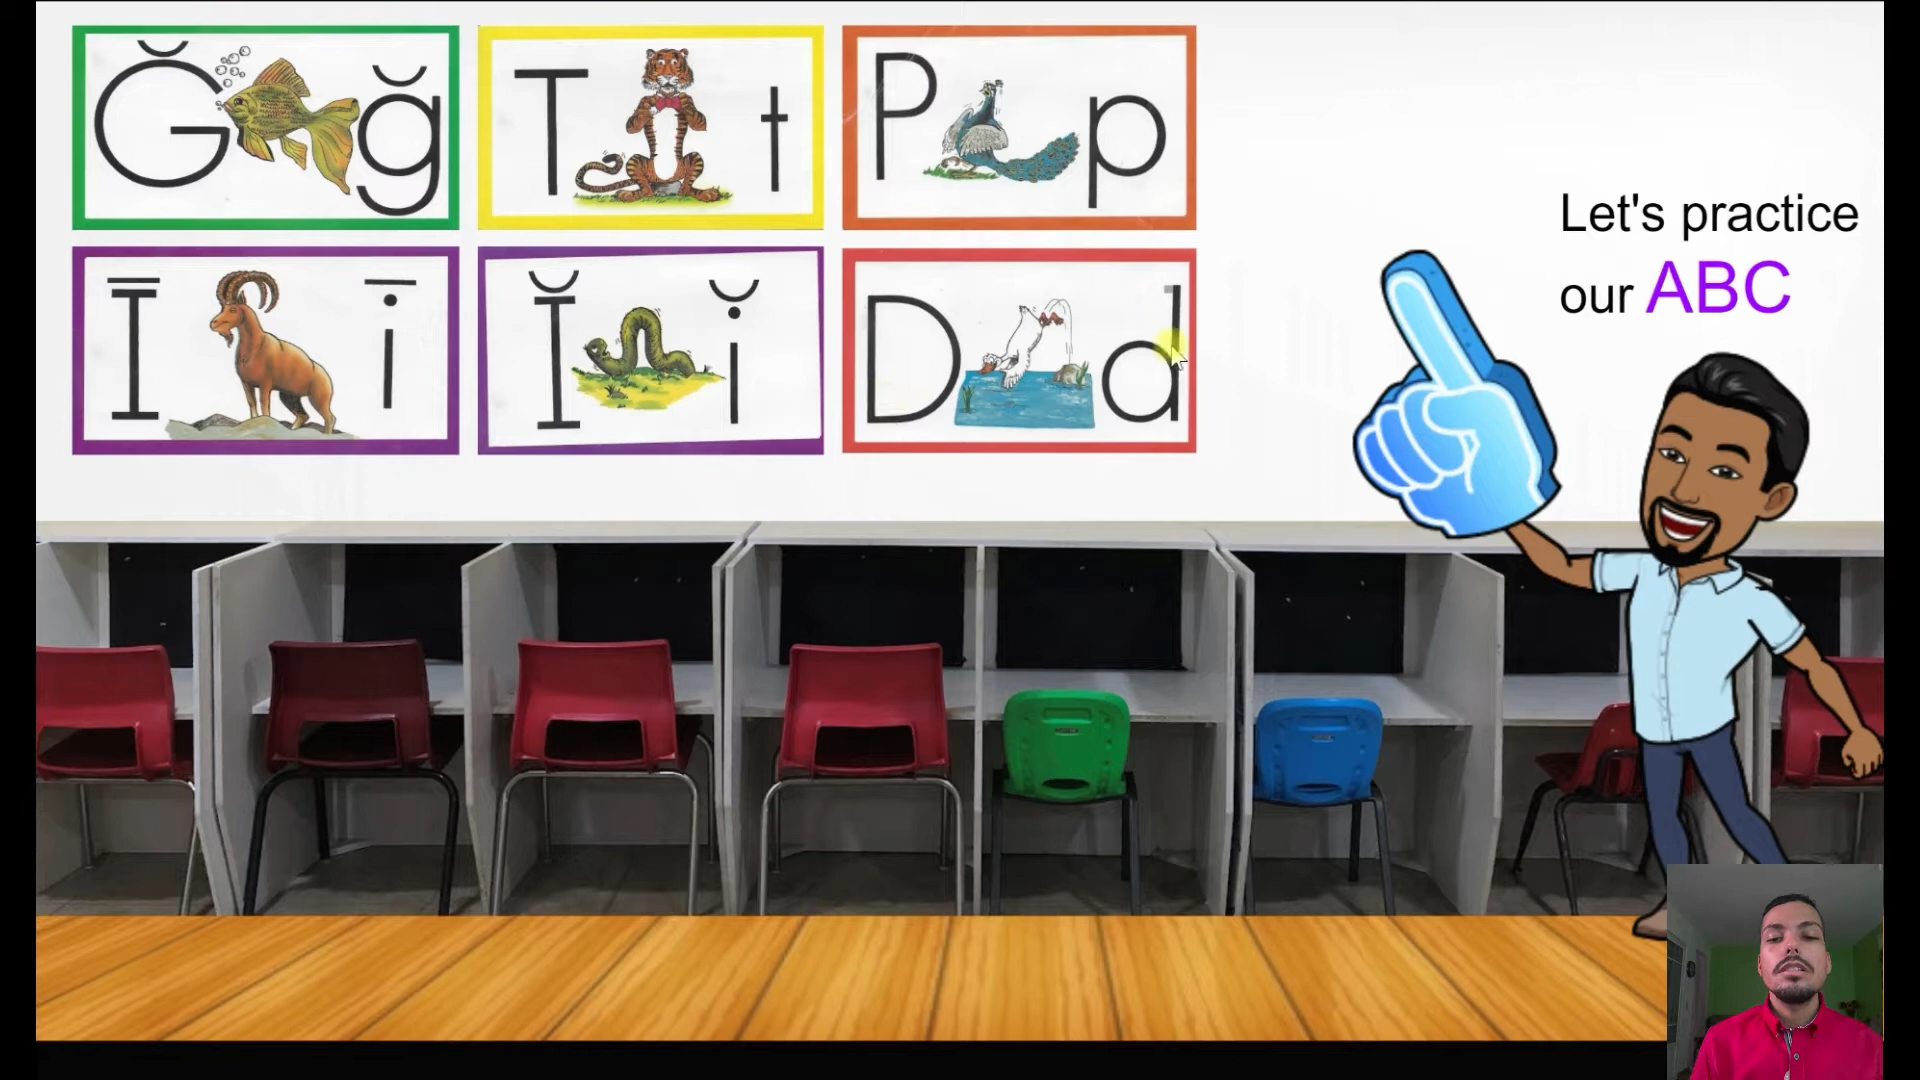 Ğ ğ
T t
P p
Ī i̇̄
Ĭ i̇̆
D d
Let's practice
our ABC